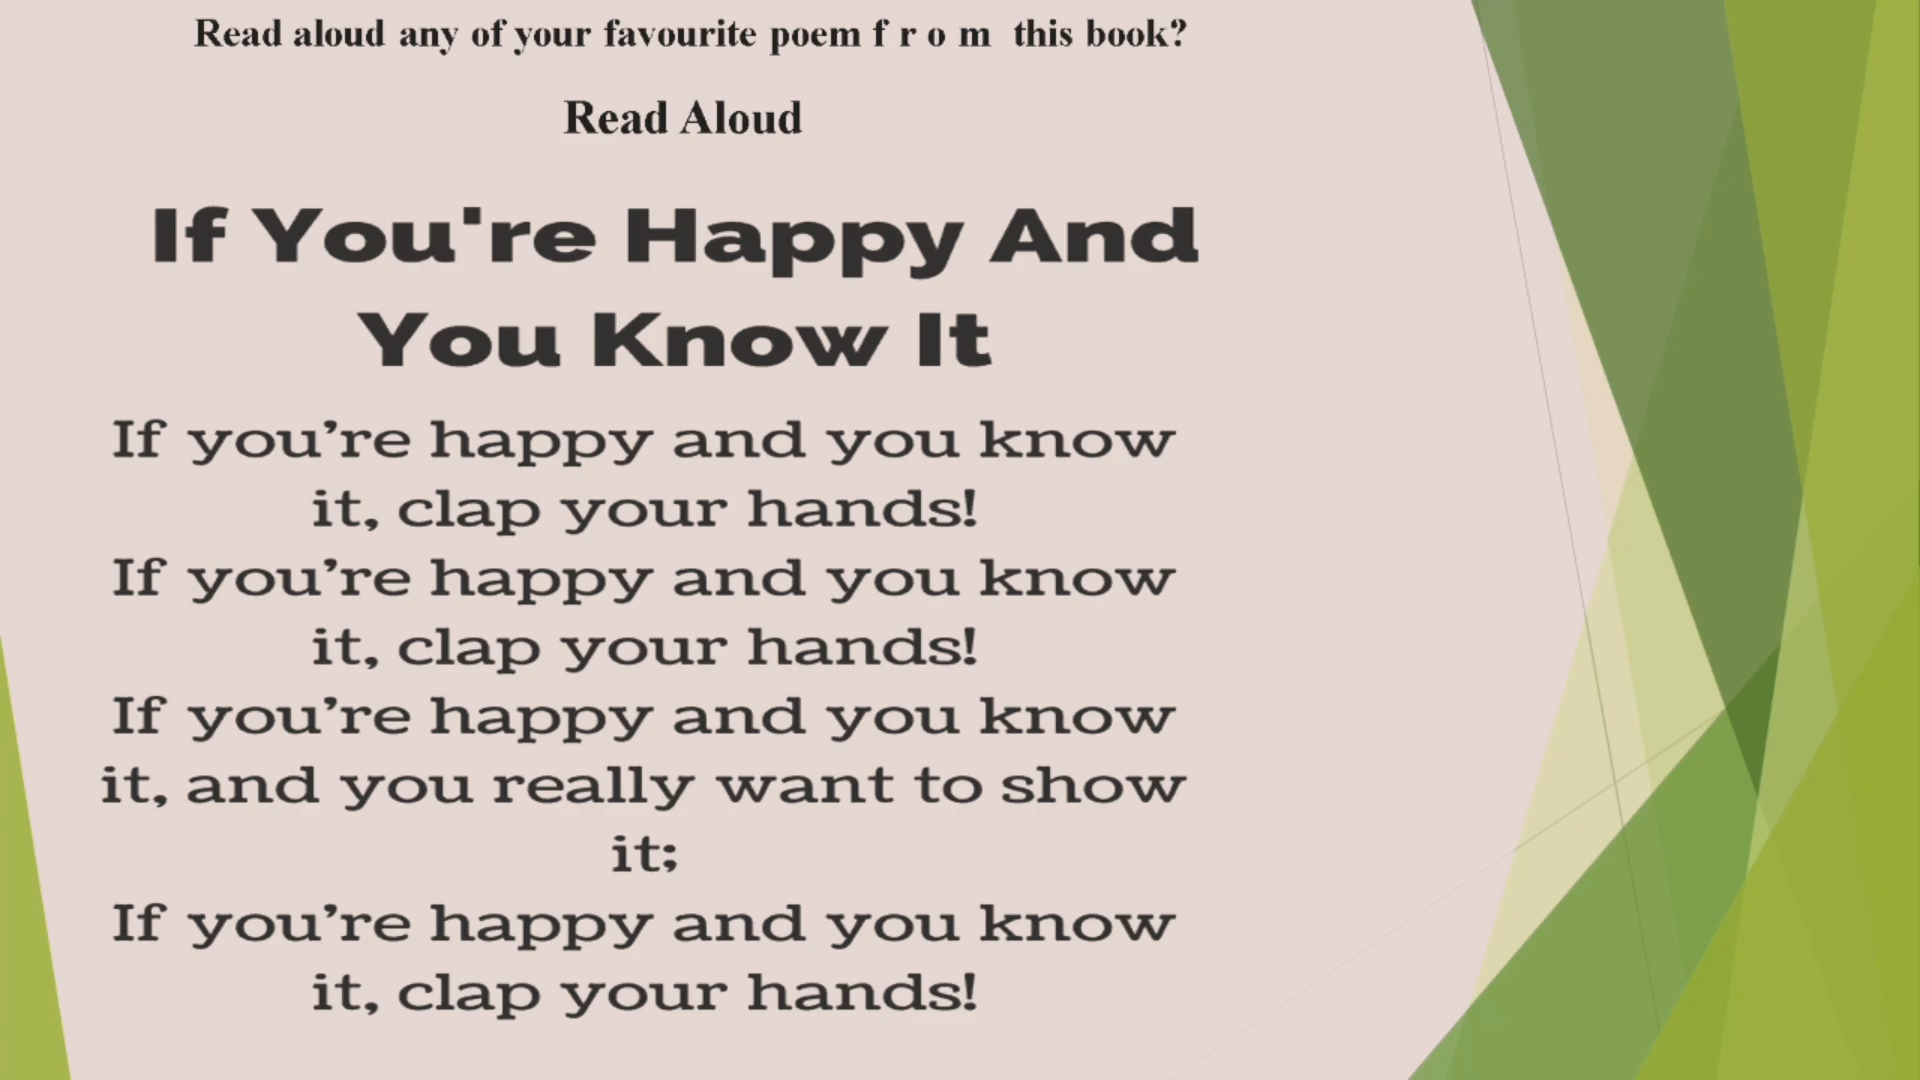 Read aloud any of your favourite poem f r o m this book?
Read Aloud
If You're Happy And
You Know It
If you’re happy and you know
it, clap your hands!
If you’re happy and you know
it, clap your hands!
If you’re happy and you know
it, and you really want to show
it;
If you’re happy and you know
it, clap your hands!